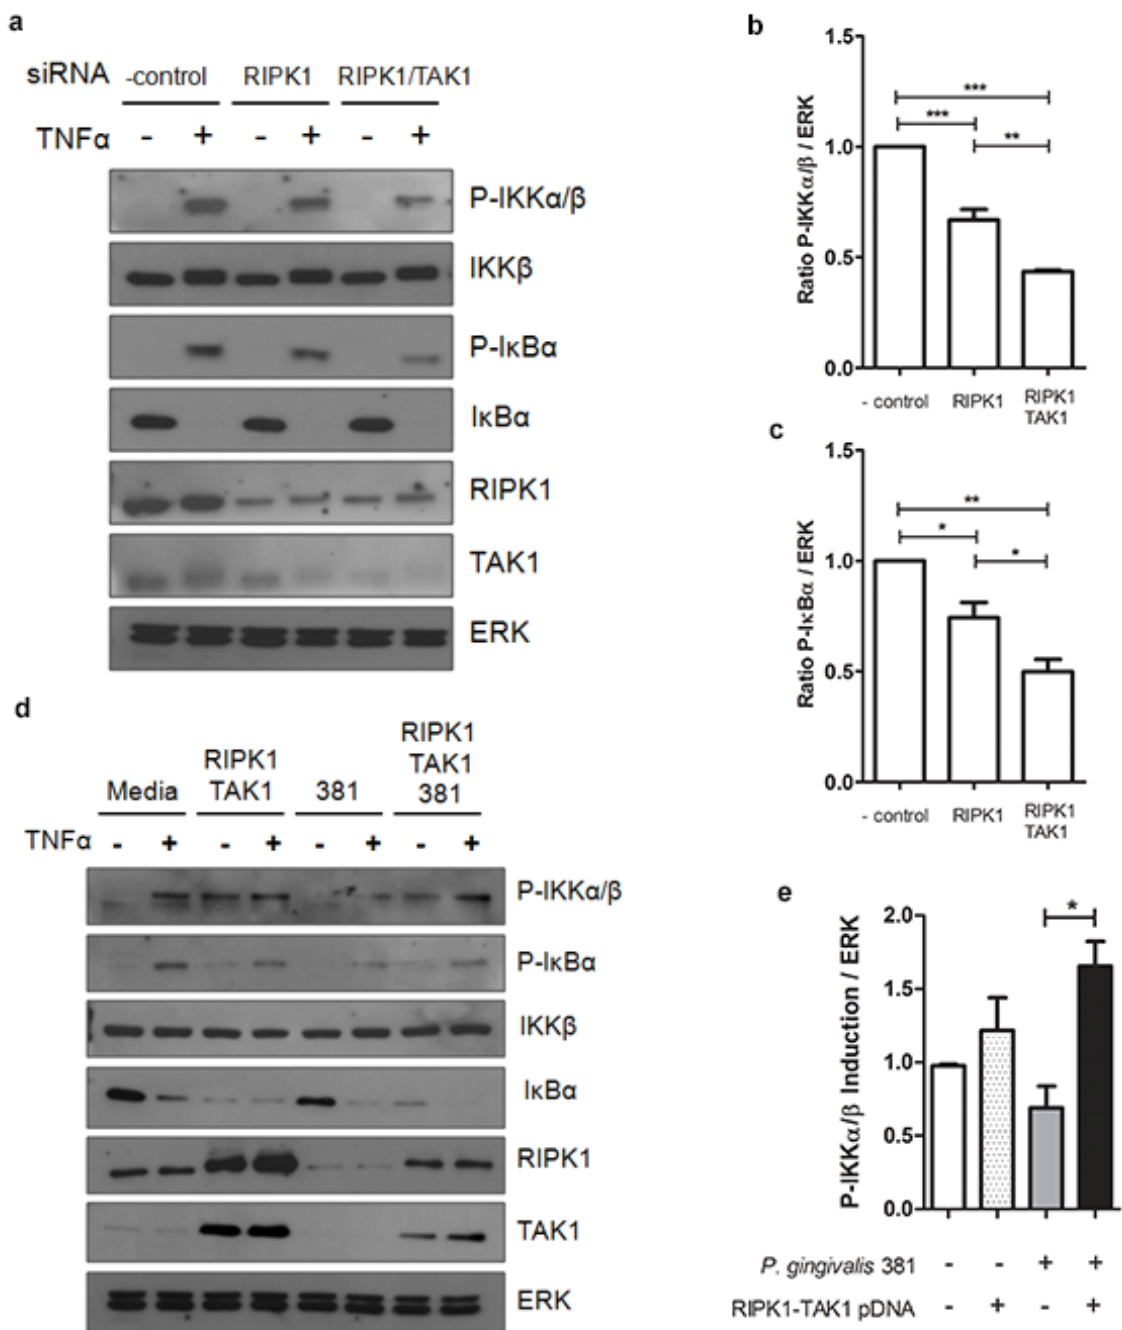 a
siRNA -control RIPK1 RIPK1/TAK1
TNFα - + - + - +
P-IKKα/β
IKKβ
P-IκBα
IκBα
RIPK1
TAK1
ERK
b
Ratio P-IKKα/β / ERK
1.5
1.0
0.5
0.0
***
*** **
- control RIPK1 RIPK1
TAK1
c
Ratio P-IκBα / ERK
1.5
1.0
0.5
0.0
**
* *
- control RIPK1 RIPK1
TAK1
d
Media RIPK1
TAK1 381 RIPK1
TAK1
381
TNFα - + - + - + - +
P-IKKα/β
P-IκBα
IKKβ
IκBα
RIPK1
TAK1
ERK
e
P-IKKα/β Induction / ERK
2.0
1.5
1.0
0.5
0.0
*
P. gingivalis 381 - - + +
RIPK1-TAK1 pDNA - + - +